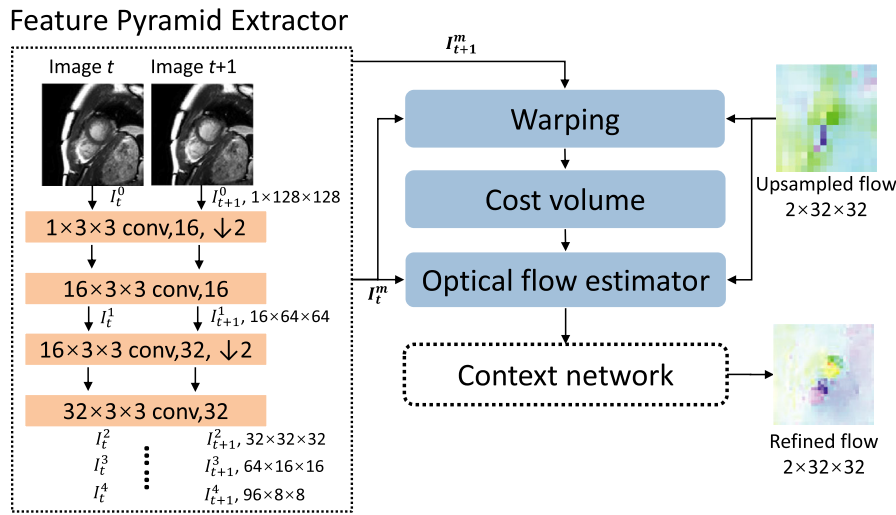 Feature Pyramid Extractor
Image t
Image t+1
I_t^0
I_{t+1}^0, 1×128×128
1×3×3 conv,16, ↓2
16×3×3 conv,16
I_t^1
I_{t+1}^1, 16×64×64
16×3×3 conv,32, ↓2
32×3×3 conv,32
I_t^2
I_{t+1}^2, 32×32×32
I_t^3
I_{t+1}^3, 64×16×16
I_t^4
I_{t+1}^4, 96×8×8
I_{t+1}^m
I_t^m
Warping
Cost volume
Optical flow estimator
Context network
Upsampled flow
2×32×32
Refined flow
2×32×32